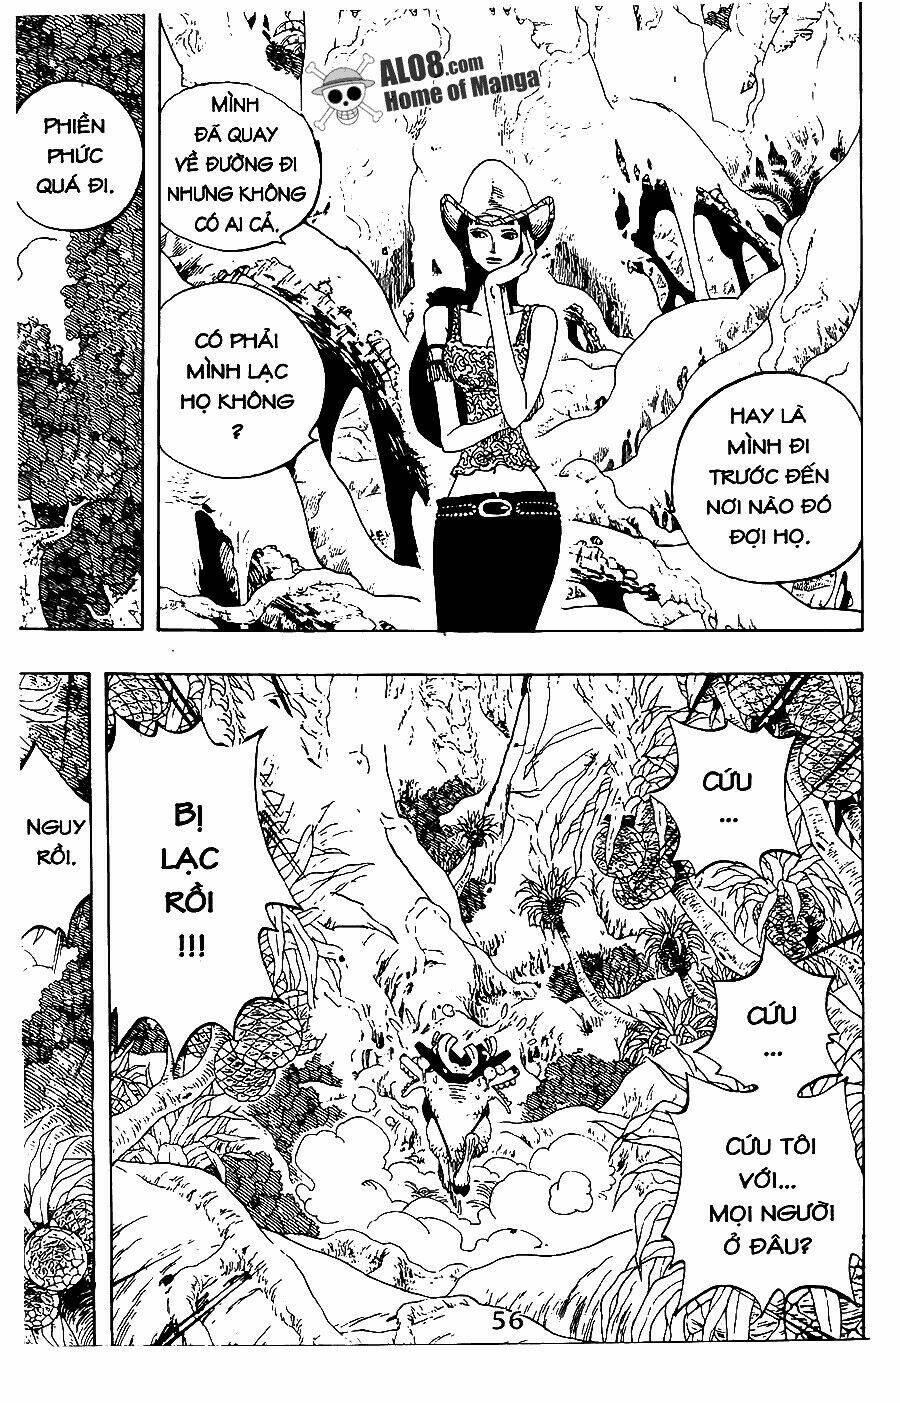 AL08.com
Home of Manga
MÌNH
ĐÃ QUAY
VỀ ĐƯỜNG ĐI
NHƯNG KHÔNG
CÓ AI CẢ.
CÓ PHẢI
MÌNH LẠC
HỌ KHÔNG
?
HAY LÀ
MÌNH ĐI
TRƯỚC ĐẾN
NƠI NÀO ĐÓ
ĐỢI HỌ.
PHIỀN
PHỨC
QUÁ ĐI.
CỨU
...
CỨU
...
CỨU TÔI
VỚI...
MỌI NGƯỜI
Ở ĐÂU?
BỊ
LẠC
RỒI
!!!
NGUY
RỒI.
56